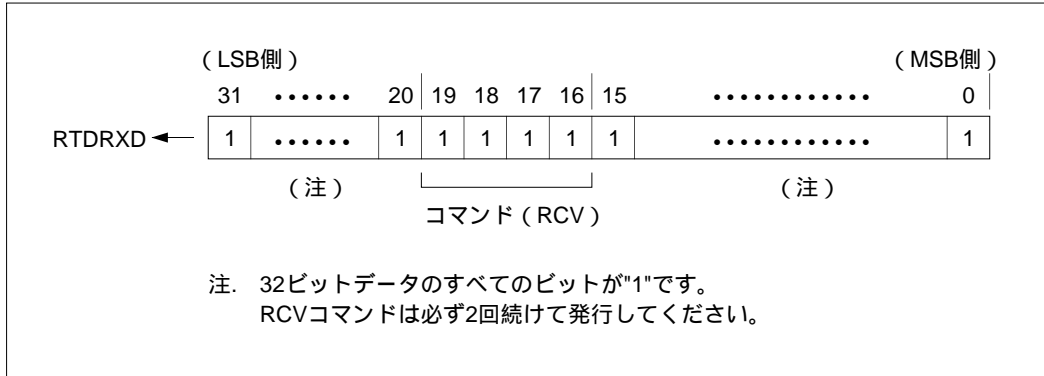 （LSB側） （MSB側）
31 •••••• 20 19 18 17 16 15 •••••••••••• 0
RTDRXD 1 •••••• 1 1 1 1 1 1 •••••••••••• 1
（注） （注）
コマンド（RCV）
注. 32ビットデータのすべてのビットが"1"です。
RCVコマンドは必ず2回続けて発行してください。